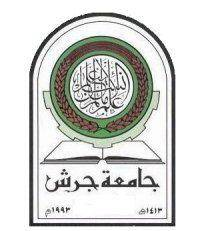 علم الإنسان ما لم يعلم
جامعة جرش
١٤١٣هـ ١٩٩٣م